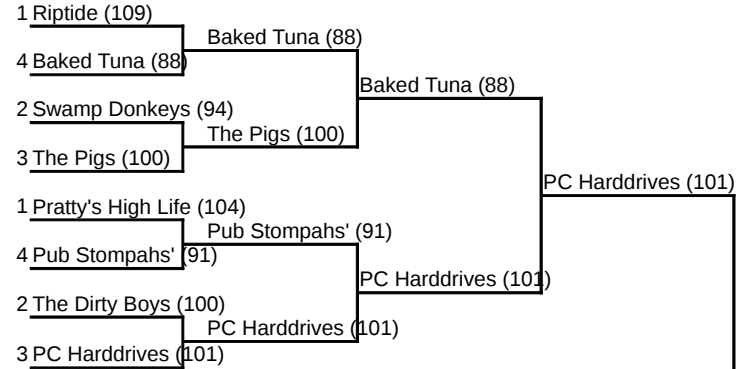 1 Riptide (109)
Baked Tuna (88)
4 Baked Tuna (88)
Baked Tuna (88)
2 Swamp Donkeys (94)
The Pigs (100)
3 The Pigs (100)
PC Harddrives (101)
1 Pratty's High Life (104)
Pub Stompahs' (91)
4 Pub Stompahs' (91)
PC Harddrives (101)
2 The Dirty Boys (100)
PC Harddrives (101)
3 PC Harddrives (101)